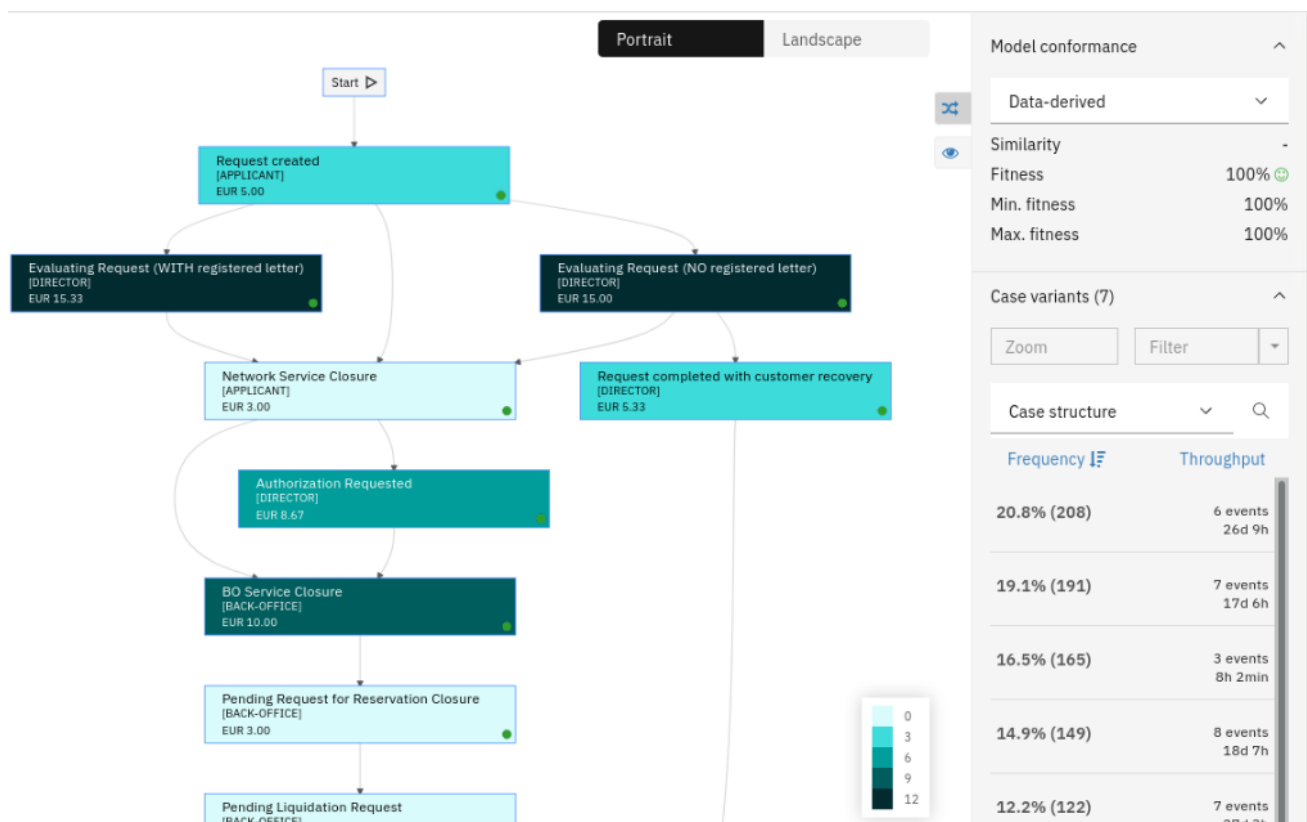 Portrait
Landscape
Start
Request created
[APPLICANT]
EUR 5.00
Evaluating Request (WITH registered letter)
[DIRECTOR]
EUR 15.33
Evaluating Request (NO registered letter)
[DIRECTOR]
EUR 15.00
Network Service Closure
[APPLICANT]
EUR 3.00
Request completed with customer recovery
[DIRECTOR]
EUR 5.33
Authorization Requested
[DIRECTOR]
EUR 8.67
BO Service Closure
[BACK-OFFICE]
EUR 10.00
Pending Request for Reservation Closure
[BACK-OFFICE]
EUR 3.00
Pending Liquidation Request
[BACK-OFFICE]
0
3
6
9
12
Model conformance
Data-derived
Similarity -
Fitness 100%
Min. fitness 100%
Max. fitness 100%
Case variants (7)
Zoom
Filter
Case structure
Frequency Throughput
20.8% (208) 6 events
26d 9h
19.1% (191) 7 events
17d 6h
16.5% (165) 3 events
8h 2min
14.9% (149) 8 events
18d 7h
12.2% (122) 7 events